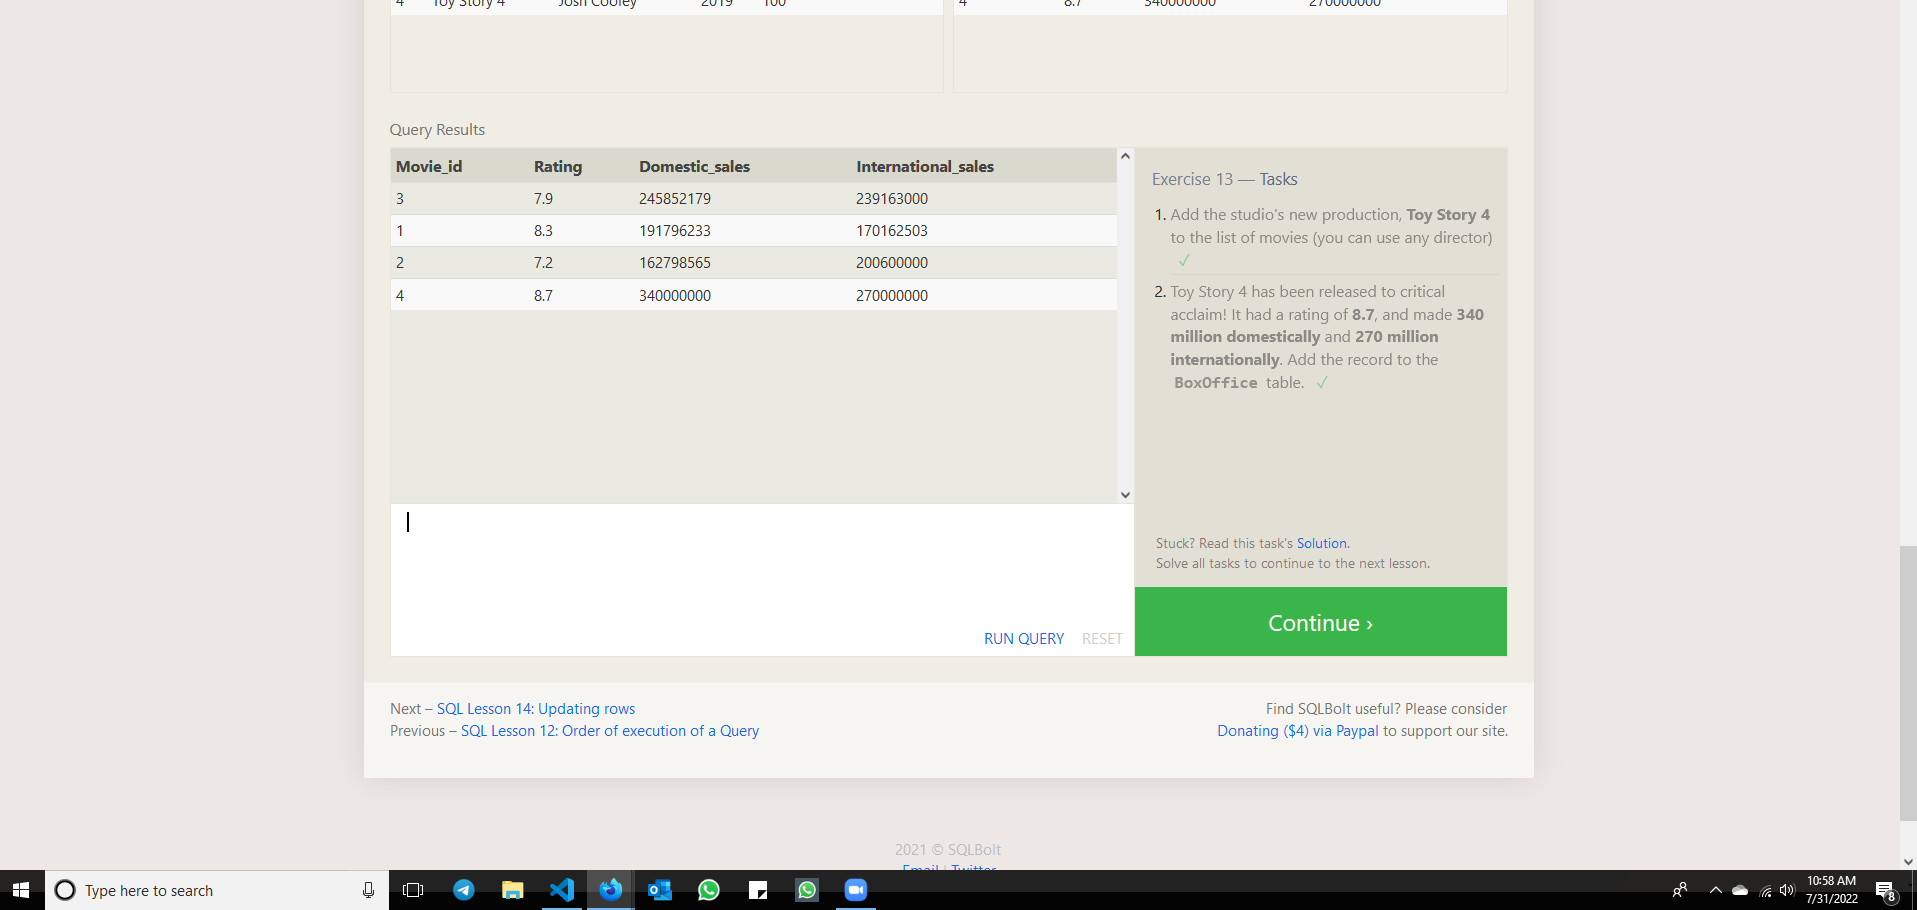 4 Toy Story 4 Josh Cooley 2019 100
4 8.7 340000000 270000000
Query Results
Movie_id Rating Domestic_sales International_sales
3 7.9 245852179 239163000
1 8.3 191796233 170162503
2 7.2 162798565 200600000
4 8.7 340000000 270000000
Exercise 13 — Tasks
1. Add the studio's new production, Toy Story 4
to the list of movies (you can use any director)
✓
2. Toy Story 4 has been released to critical
acclaim! It had a rating of 8.7, and made 340
million domestically and 270 million
internationally. Add the record to the
BoxOffice table. ✓
Stuck? Read this task's Solution.
Solve all tasks to continue to the next lesson.
RUN QUERY RESET
Continue ›
Next – SQL Lesson 14: Updating rows
Previous – SQL Lesson 12: Order of execution of a Query
Find SQLBolt useful? Please consider
Donating ($4) via Paypal to support our site.
2021 © SQLBolt
Email | Twitter
Type here to search
10:58 AM
7/31/2022
8